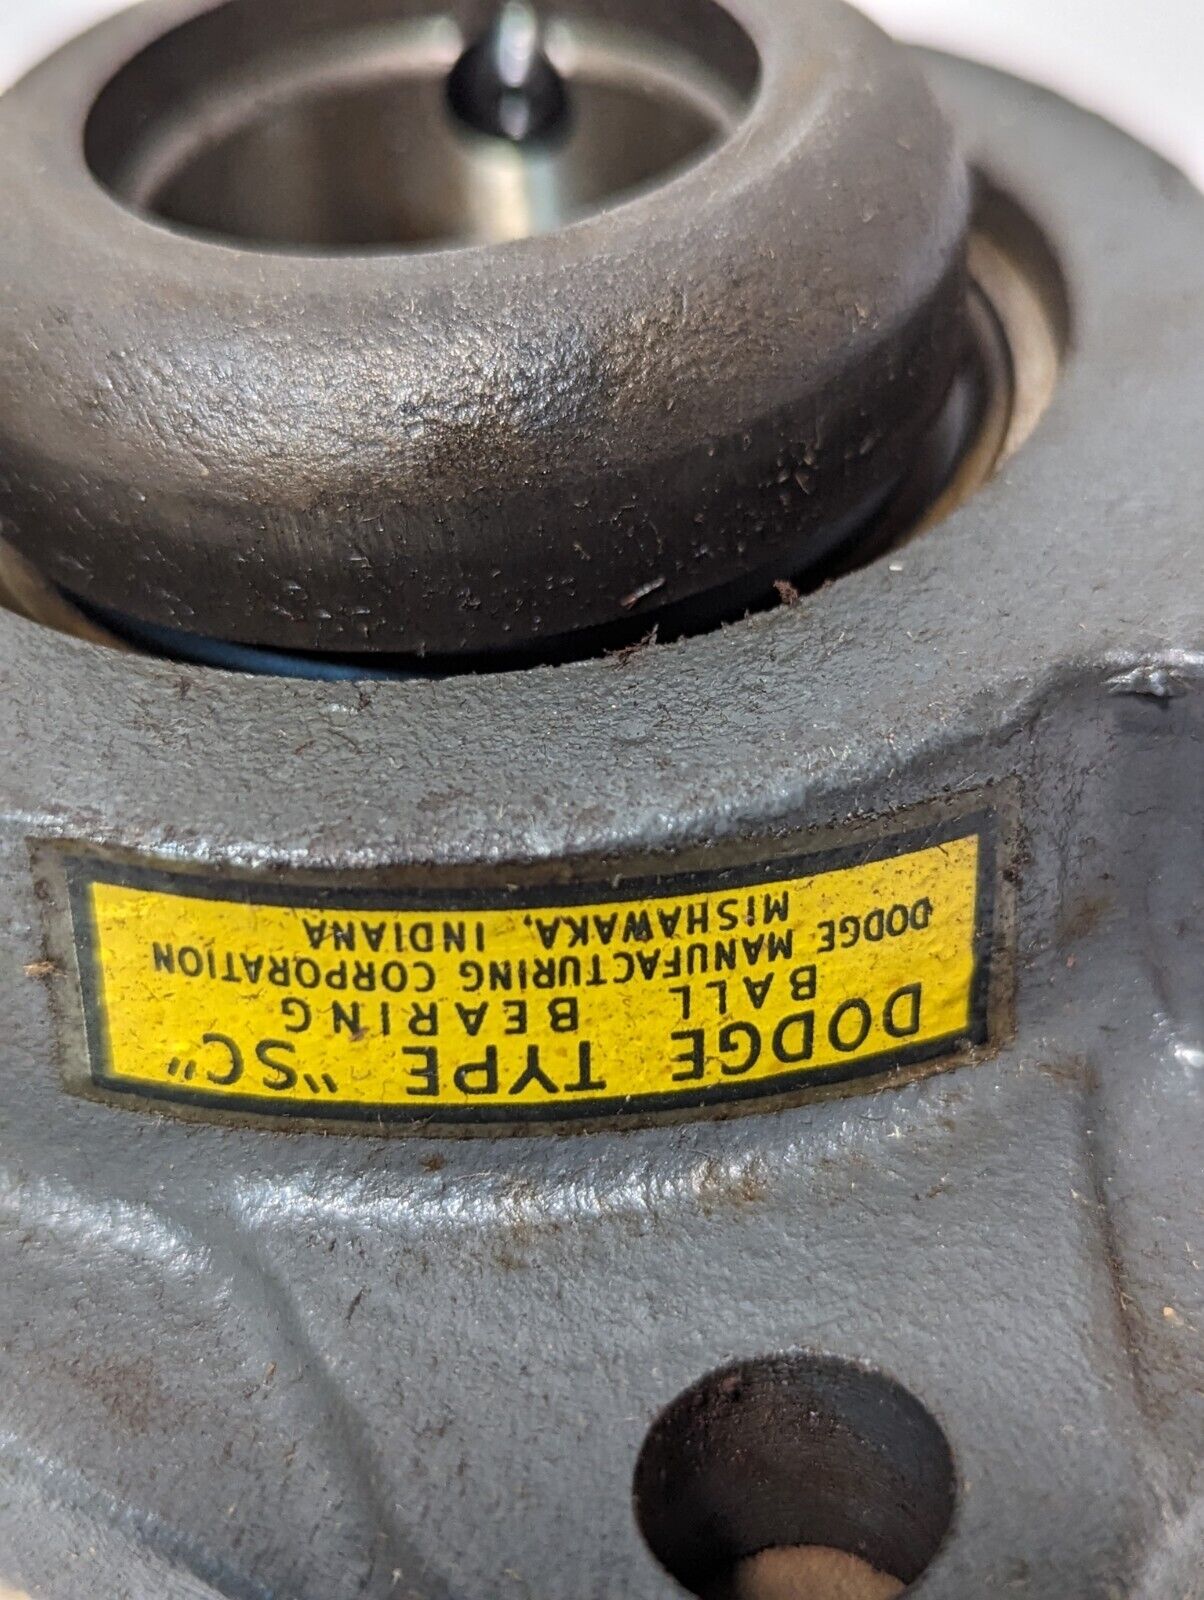 DODGE TYPE "SC"
BALL BEARING
DODGE MANUFACTURING CORPORATION
MISHAWAKA, INDIANA